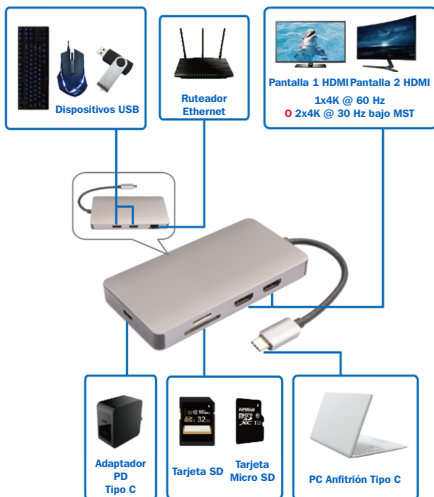 Dispositivos USB
Ruteador
Ethernet
Pantalla 1 HDMI
Pantalla 2 HDMI
1x4K @ 60 Hz
O 2x4K @ 30 Hz bajo MST
Adaptador
PD
Tipo C
Tarjeta SD
32
Tarjeta
Micro SD
PC Anfitrión Tipo C